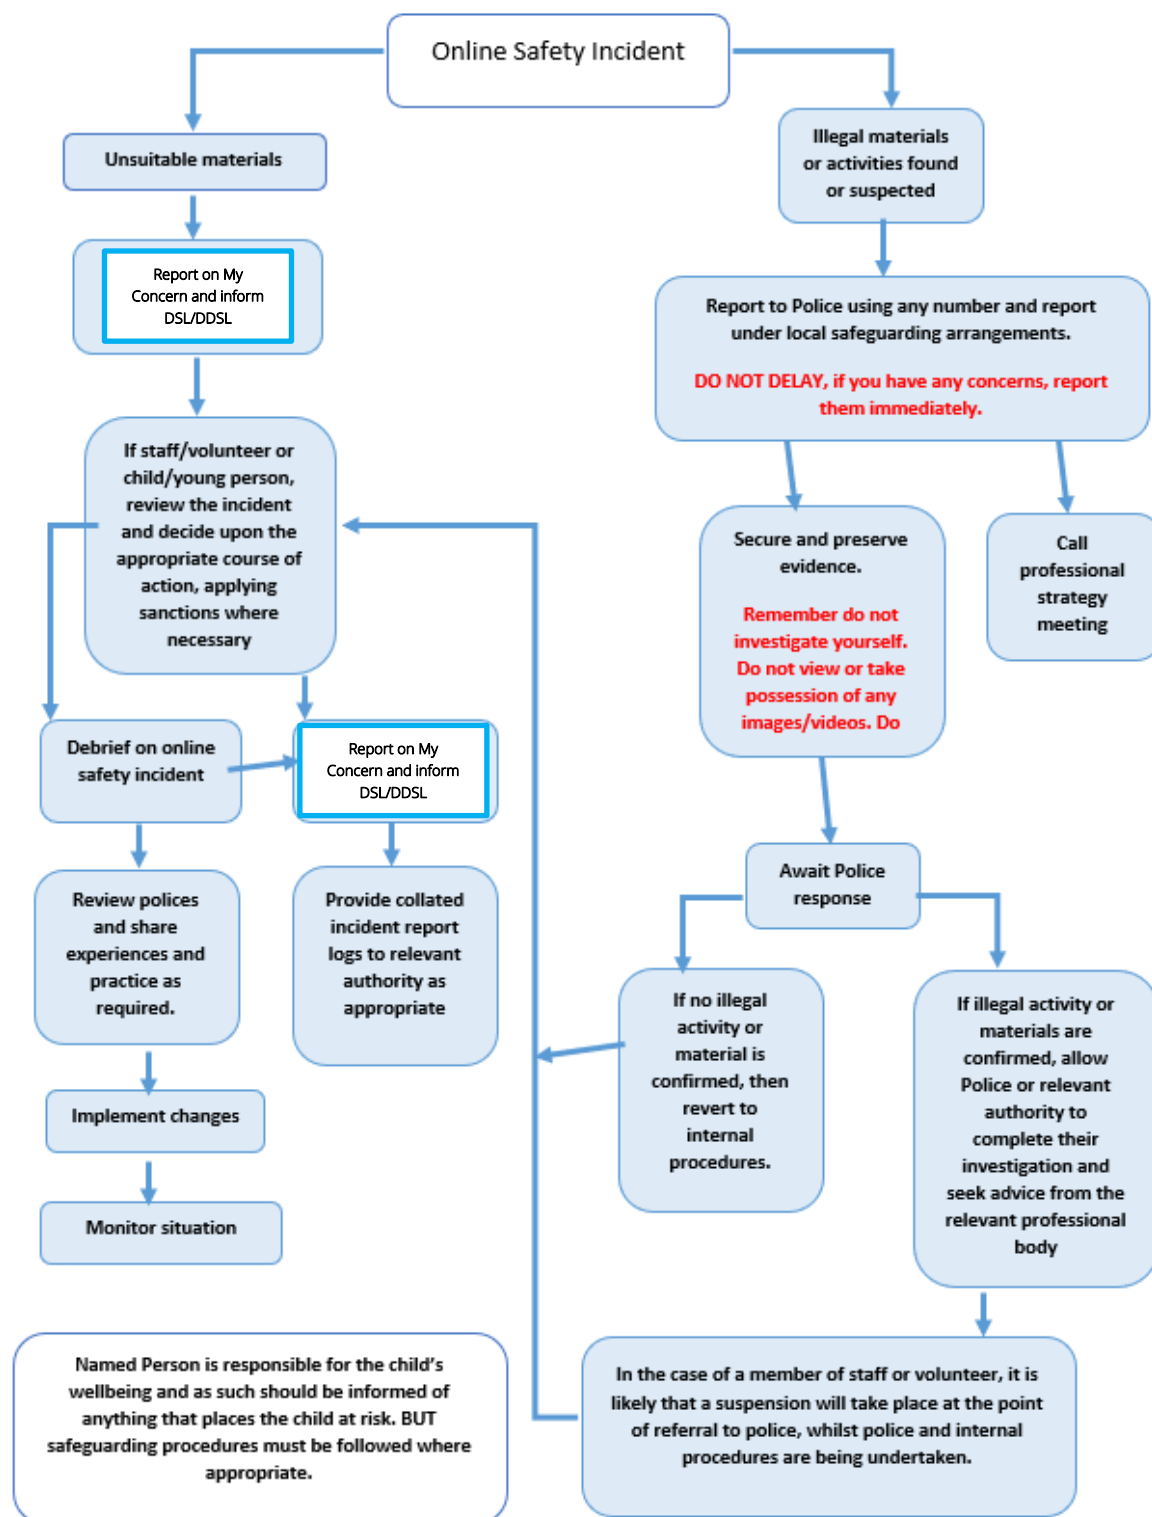 Online Safety Incident
Unsuitable materials
Illegal materials
or activities found
or suspected
Report on My
Concern and inform
DSL/DDSL
Report to Police using any number and report
under local safeguarding arrangements.
DO NOT DELAY, if you have any concerns, report
them immediately.
If staff/volunteer or
child/young person,
review the incident
and decide upon the
appropriate course of
action, applying
sanctions where
necessary
Secure and preserve
evidence.
Remember do not
investigate yourself.
Do not view or take
possession of any
images/videos. Do
Call
professional
strategy
meeting
Debrief on online
safety incident
Report on My
Concern and inform
DSL/DDSL
Await Police
response
Review polices
and share
experiences and
practice as
required.
Provide collated
incident report
logs to relevant
authority as
appropriate
If no illegal
activity or
material is
confirmed, then
revert to
internal
procedures.
If illegal activity or
materials are
confirmed, allow
Police or relevant
authority to
complete their
investigation and
seek advice from the
relevant professional
body
Implement changes
Monitor situation
Named Person is responsible for the child's
wellbeing and as such should be informed of
anything that places the child at risk. BUT
safeguarding procedures must be followed where
appropriate.
In the case of a member of staff or volunteer, it is
likely that a suspension will take place at the point
of referral to police, whilst police and internal
procedures are being undertaken.